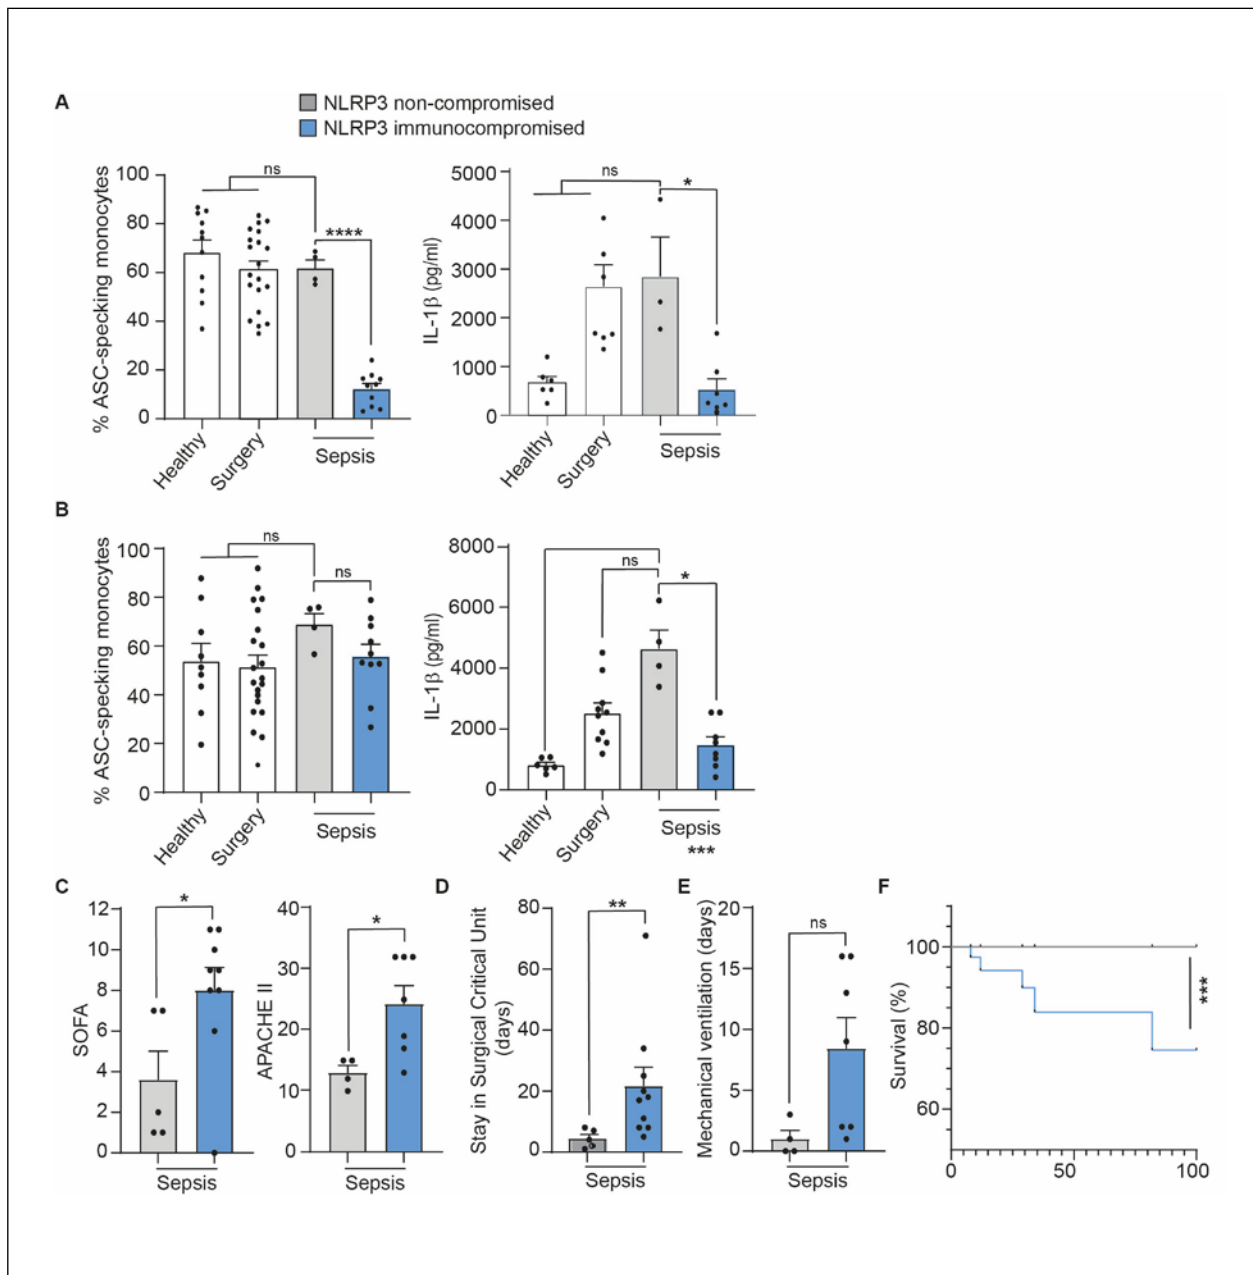 A
NLRP3 non-compromised
NLRP3 immunocompromised
% ASC-specking monocytes
100
80
60
40
20
0
ns
****
Healthy
Surgery
Sepsis
IL-1β (pg/ml)
5000
4000
3000
2000
1000
0
ns
*
Healthy
Surgery
Sepsis
B
% ASC-specking monocytes
100
80
60
40
20
0
ns
ns
Healthy
Surgery
Sepsis
IL-1β (pg/ml)
8000
6000
4000
2000
0
ns
*
Healthy
Surgery
Sepsis
***
C
SOFA
12
10
8
6
4
2
0
*
Sepsis
APACHE II
40
30
20
10
0
*
Sepsis
D
Stay in Surgical Critical Unit
(days)
80
60
40
20
0
**
Sepsis
E
Mechanical ventilation (days)
20
15
10
5
0
ns
Sepsis
F
Survival (%)
100
80
60
***
0
50
100